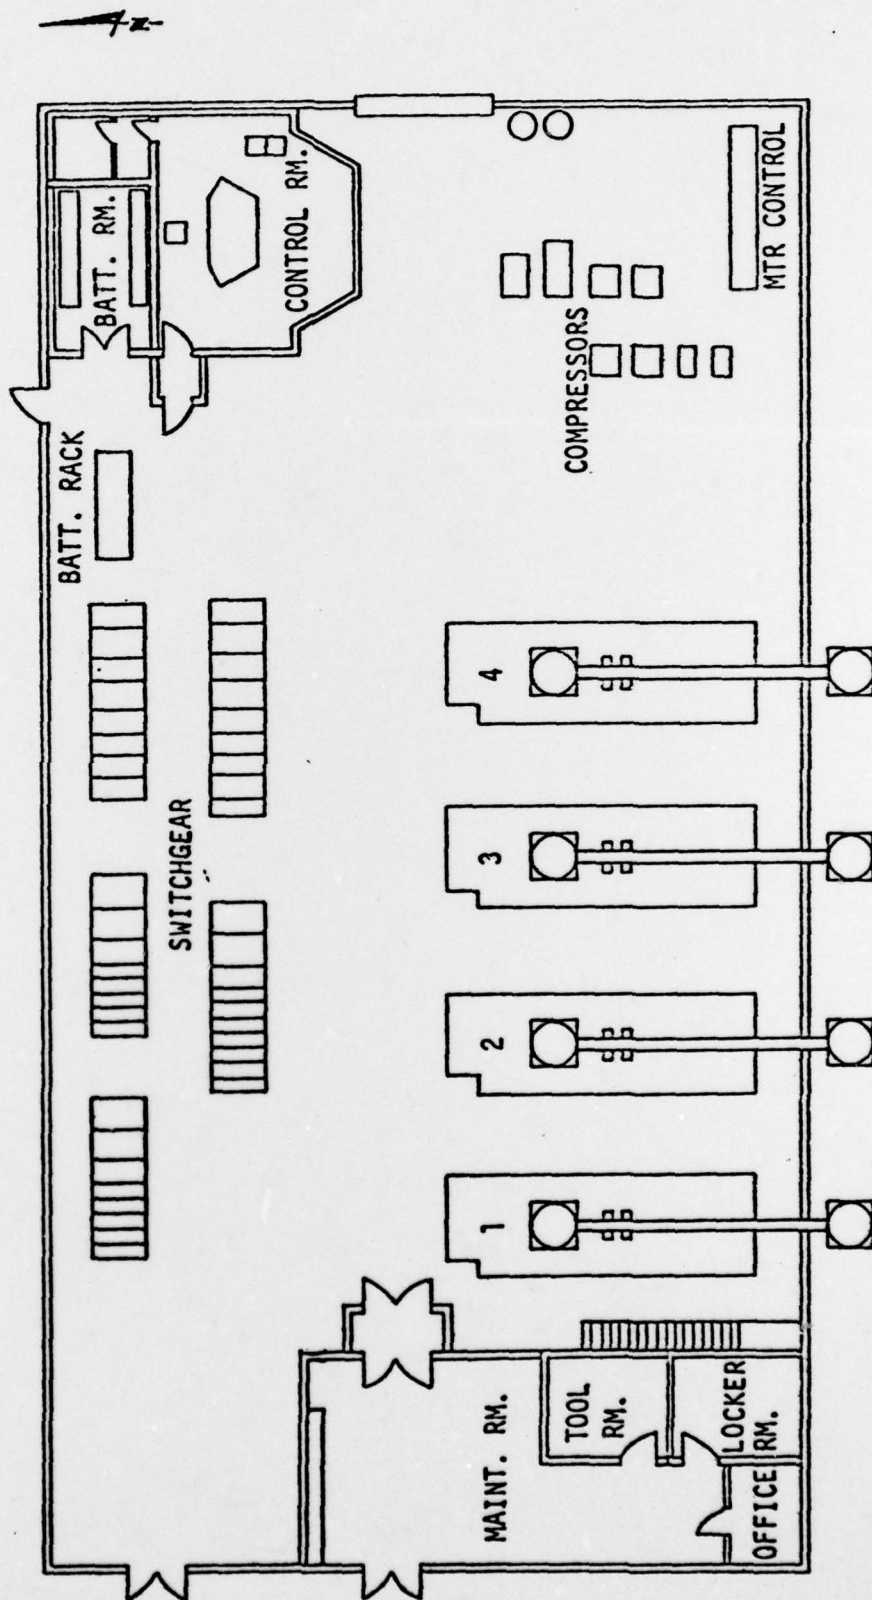 N
BATT. RM.
CONTROL RM.
BATT. RACK
MTR CONTROL
COMPRESSORS
SWITCHGEAR
4
3
2
1
MAINT. RM.
TOOL
RM.
LOCKER
RM.
OFFICE